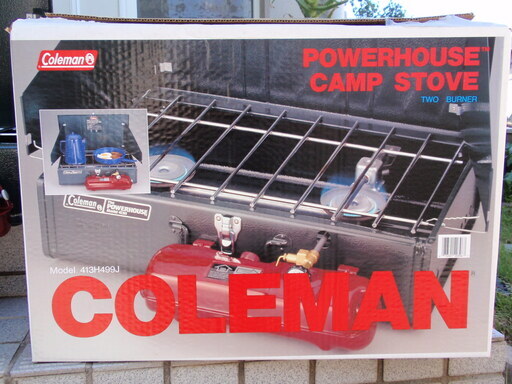 Coleman
POWERHOUSE™
CAMP STOVE
TWO BURNER
Coleman
POWERHOUSE
Model 413H499J
COLEMAN